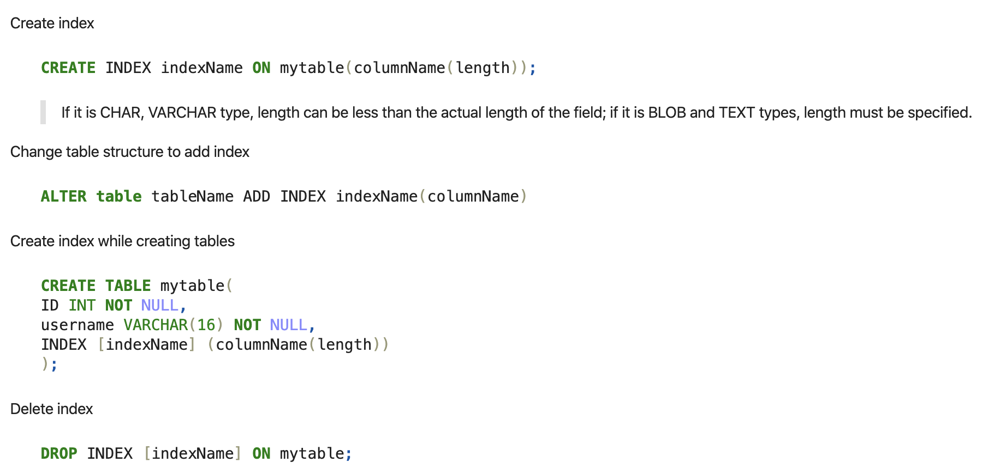 Create index
CREATE INDEX indexName ON mytable(columnName(length));
If it is CHAR, VARCHAR type, length can be less than the actual length of the field; if it is BLOB and TEXT types, length must be specified.
Change table structure to add index
ALTER table tableName ADD INDEX indexName(columnName)
Create index while creating tables
CREATE TABLE mytable(
ID INT NOT NULL,
username VARCHAR(16) NOT NULL,
INDEX [indexName] (columnName(length))
);
Delete index
DROP INDEX [indexName] ON mytable;